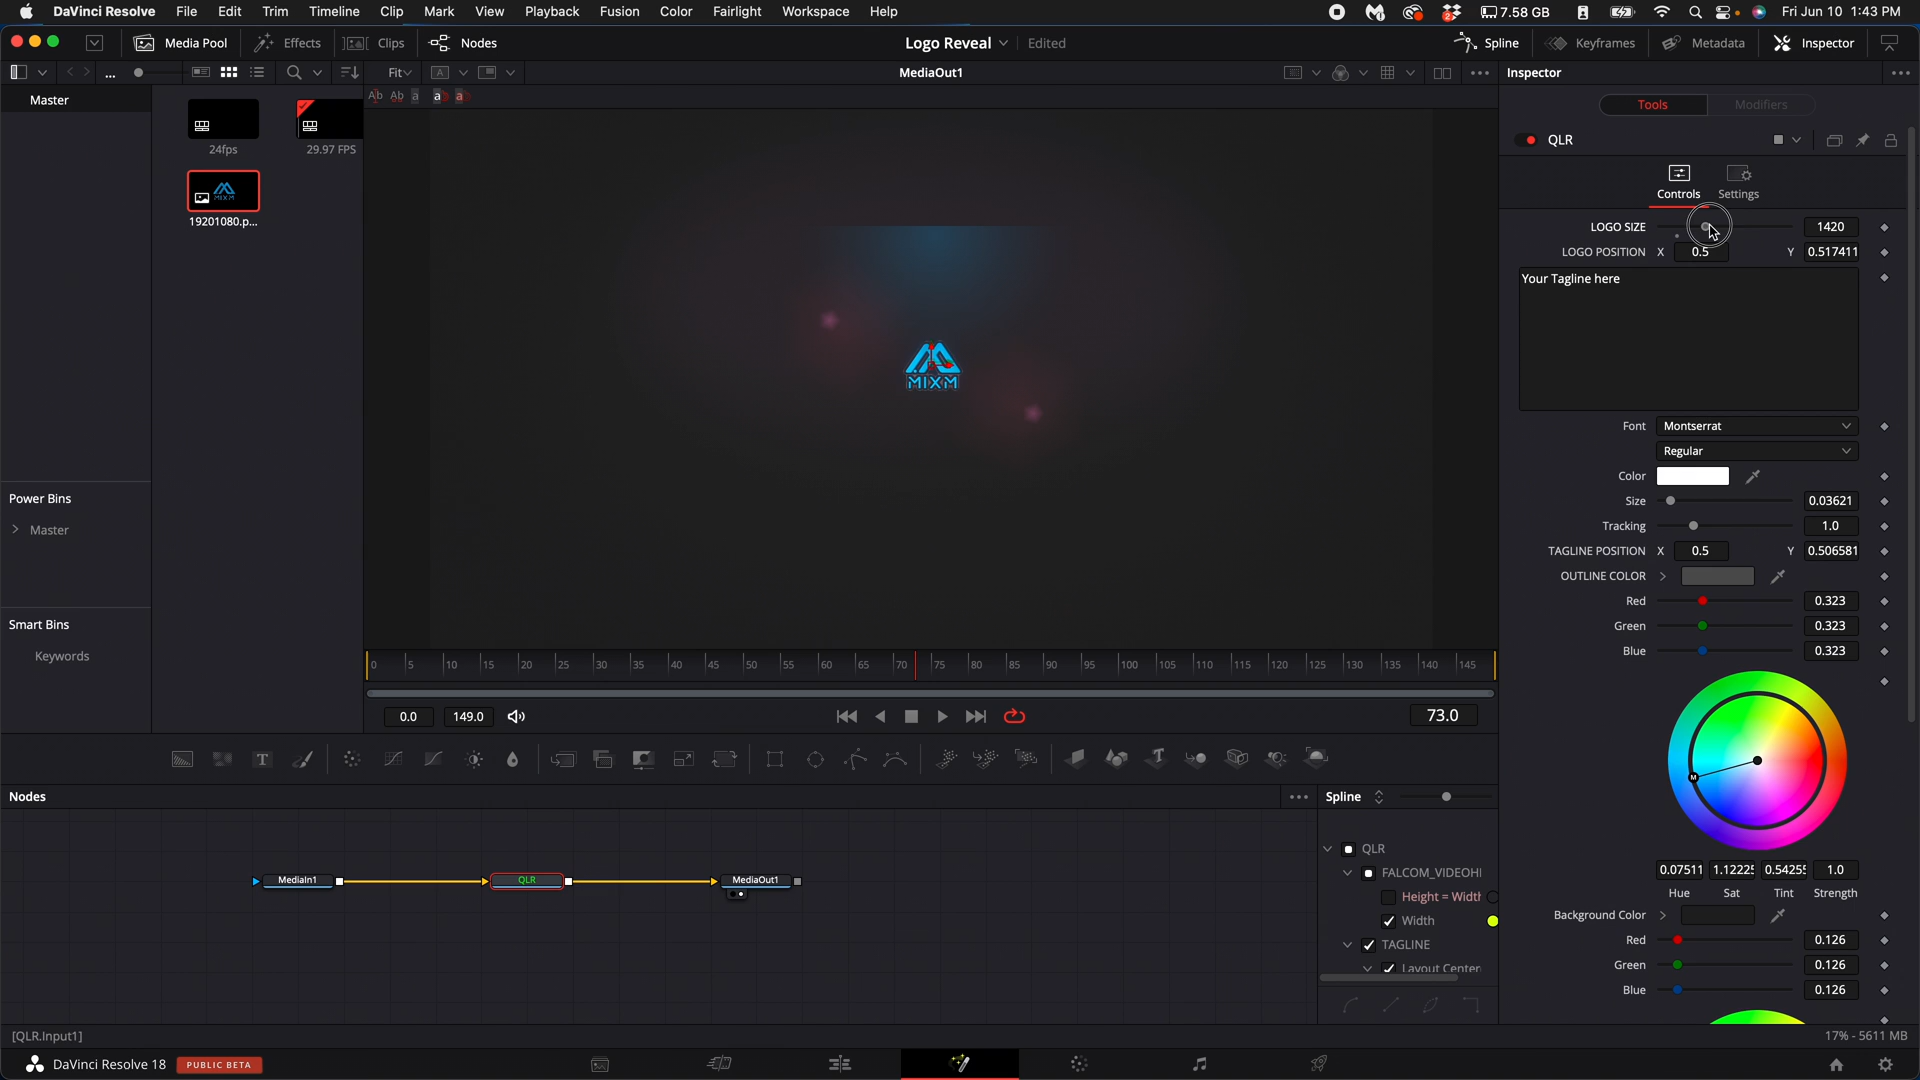 DaVinci Resolve File Edit Trim Timeline Clip Mark View Playback Fusion Color Fairlight Workspace Help 2 7.58 GB Fri Jun 10 1:43 PM
Media Pool Effects Clips Nodes Logo Reveal Edited Spline Keyframes Metadata Inspector
... Fit MediaOut1 Inspector
Master
24fps
29.97 FPS
MIXM
19201080.p...
Power Bins
Master
Smart Bins
Keywords
MIXM
0 5 10 15 20 25 30 35 40 45 50 55 60 65 70 75 80 85 90 95 100 105 110 115 120 125 130 135 140 145
0.0 149.0 73.0
Tools Modifiers
QLR
Controls Settings
LOGO SIZE 1420
LOGO POSITION X 0.5 Y 0.517411
Your Tagline here
Font Montserrat
Regular
Color
Size 0.03621
Tracking 1.0
TAGLINE POSITION X 0.5 Y 0.506581
OUTLINE COLOR
Red 0.323
Green 0.323
Blue 0.323
M
0.07511 1.1222 0.5425 1.0
Hue Sat Tint Strength
Background Color
Red 0.126
Green 0.126
Blue 0.126
Nodes
MediaIn1 QLR MediaOut1
Spline
QLR
FALCOM_VIDEOHI
Height = Width
Width
TAGLINE
Layout Center
[QLR.Input1] 17% - 5611 MB
DaVinci Resolve 18 PUBLIC BETA